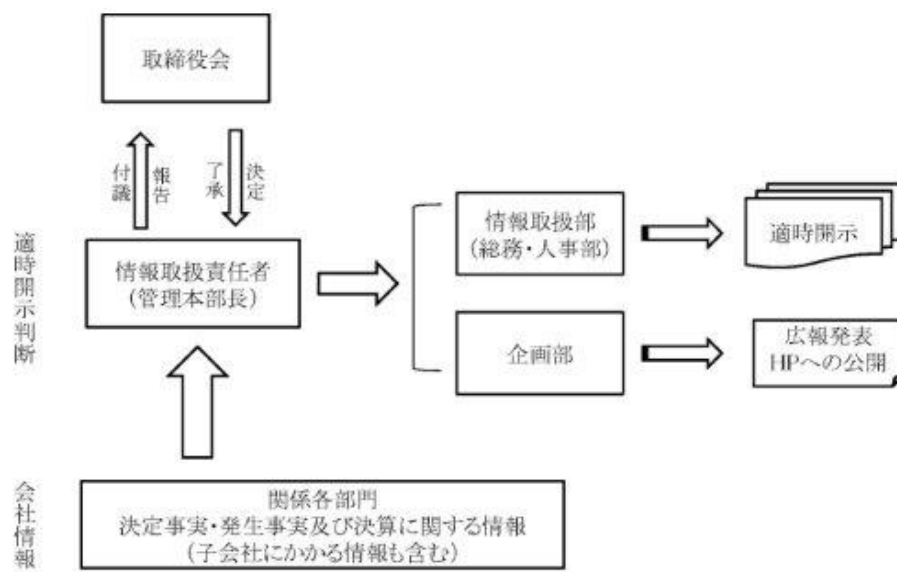 取締役会
付議
報告
了承
決定
適時開示判断
情報取扱責任者
(管理本部長)
情報取扱部
(総務・人事部)
適時開示
企画部
広報発表
HPへの公開
会社情報
関係各部門
決定事実・発生事実及び決算に関する情報
(子会社にかかる情報も含む)